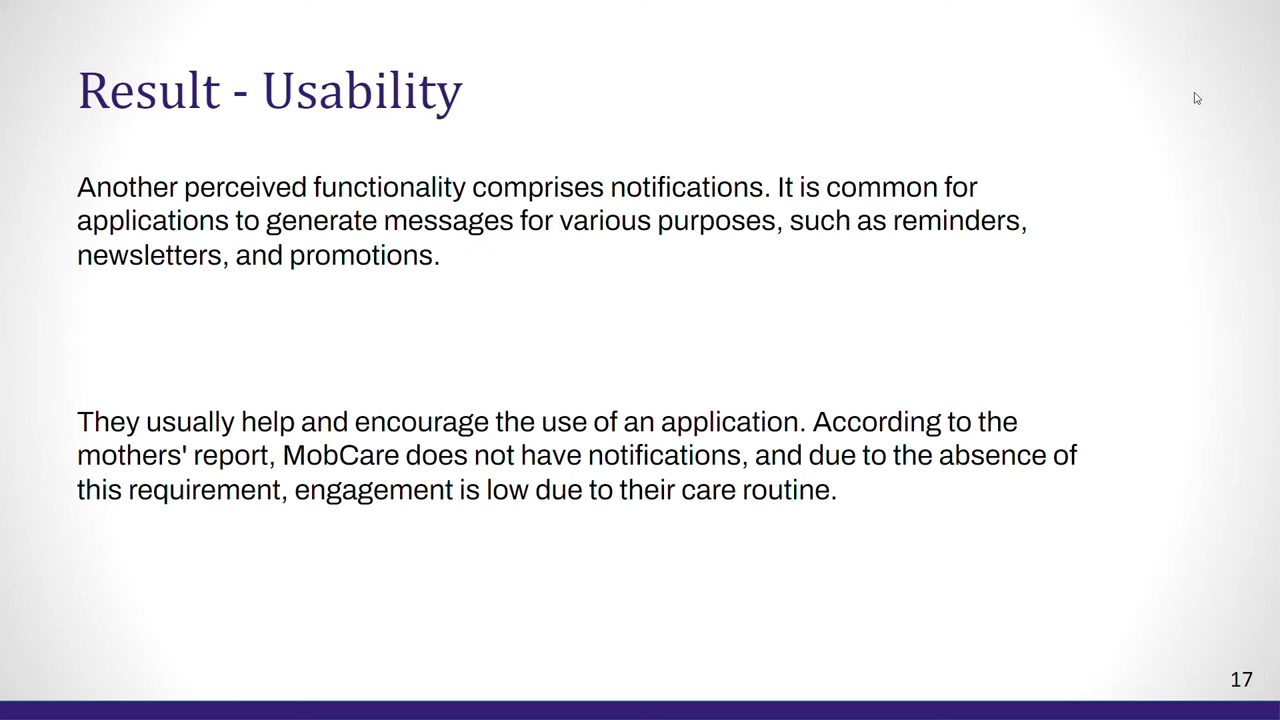 Result - Usability
Another perceived functionality comprises notifications. It is common for
applications to generate messages for various purposes, such as reminders,
newsletters, and promotions.
They usually help and encourage the use of an application. According to the
mothers' report, MobCare does not have notifications, and due to the absence of
this requirement, engagement is low due to their care routine.
17